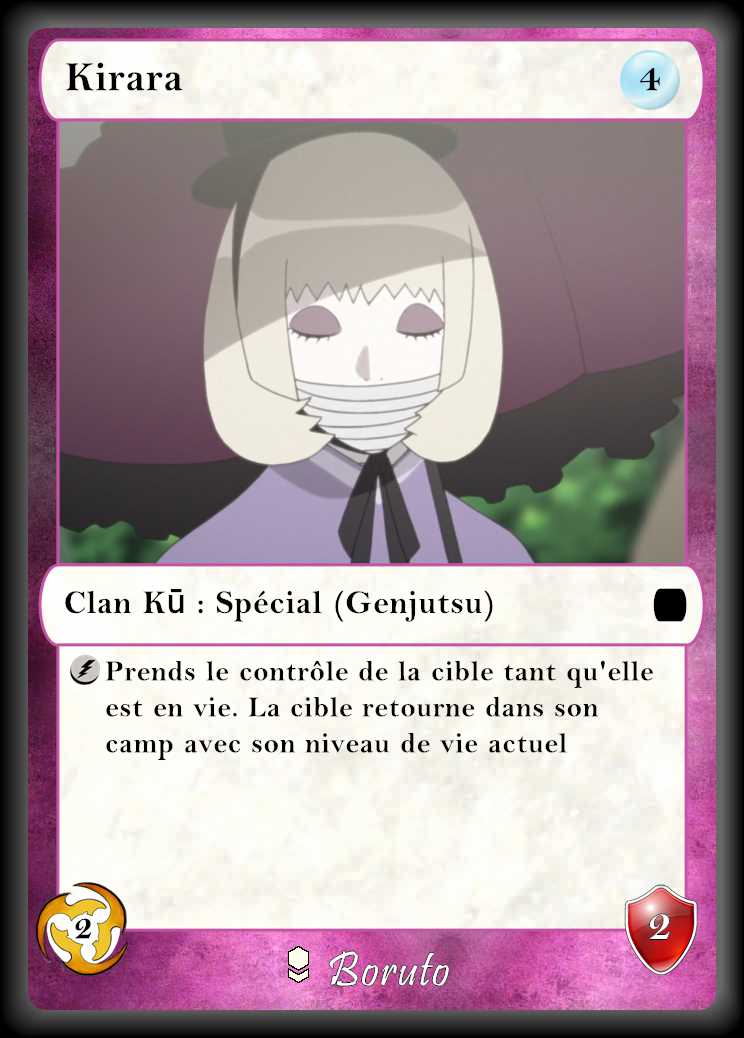 Kirara
4
Clan Kū : Spécial (Genjutsu)
Prends le contrôle de la cible tant qu'elle
est en vie. La cible retourne dans son
camp avec son niveau de vie actuel
2
2
Boruto